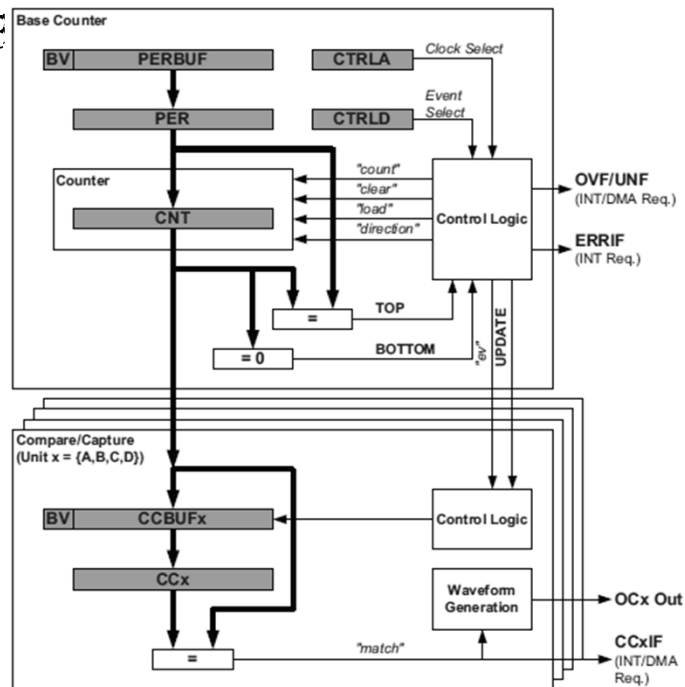 Base Counter
BV PERBUF
CTRLA
Clock Select
PER
CTRLD
Event
Select
Counter
CNT
"count"
"clear"
"load"
"direction"
Control Logic
OVF/UNF
(INT/DMA Req.)
ERRIF
(INT Req.)
=
TOP
= 0
BOTTOM
"ev"
UPDATE
Compare/Capture
(Unit x = {A,B,C,D})
BV CCBUFx
Control Logic
CCx
Waveform
Generation
OCx Out
=
"match"
CCxIF
(INT/DMA
Req.)